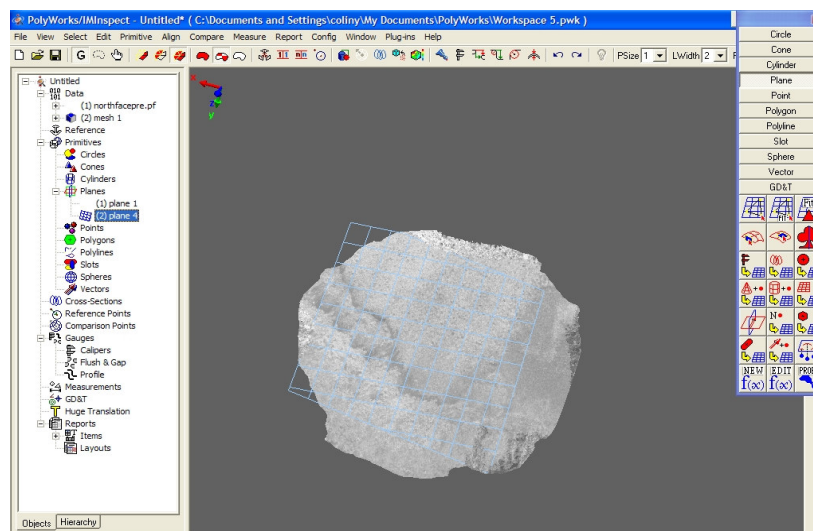 PolyWorks/IMInspect - Untitled* ( C:\Documents and Settings\coliny\My Documents\PolyWorks\Workspace 5.pwk )
File View Select Edit Primitive Align Compare Measure Report Config Window Plug-ins Help
G PSize 1 LWidth 2
Untitled
Data
(1) northfacepre.pf
(2) mesh 1
Reference
Primitives
Circles
Cones
Cylinders
Planes
(1) plane 1
(2) plane 4
Points
Polygons
Polylines
Slots
Spheres
Vectors
Cross-Sections
Reference Points
Comparison Points
Gauges
Calipers
Flush & Gap
Profile
Measurements
GD&T
Huge Translation
Reports
Items
Layouts
Objects Hierarchy
x
z
y
Circle
Cone
Cylinder
Plane
Point
Polygon
Polyline
Slot
Sphere
Vector
GD&T
NEW EDIT
f(x) f(x)